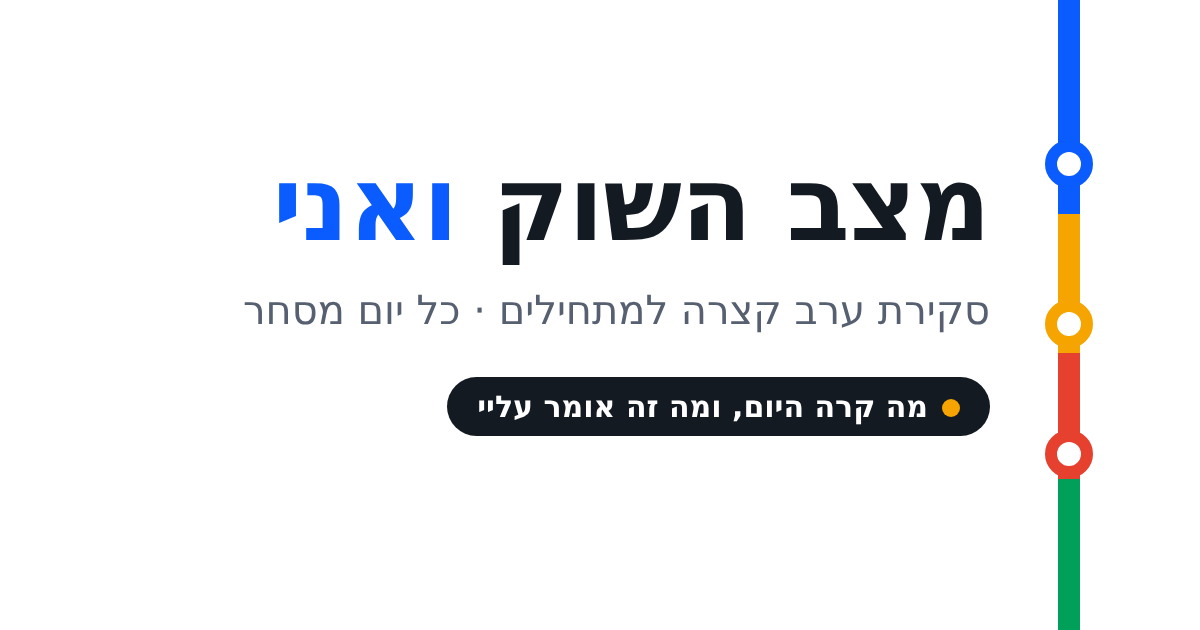 מצב השוק ואני
סקירת ערב קצרה למתחילים · כל יום מסחר
מה קרה היום, ומה זה אומר עליי